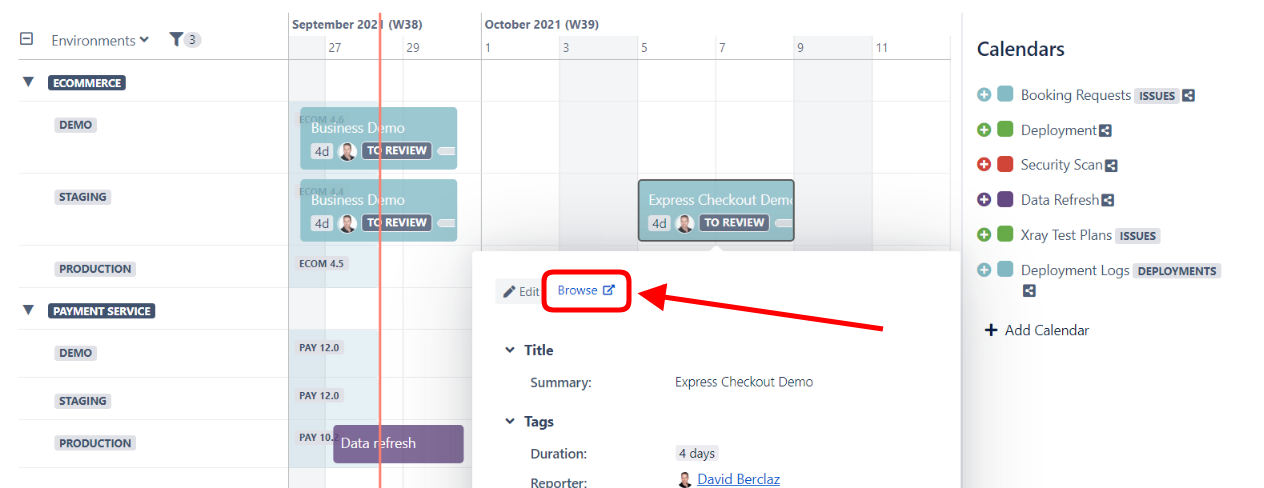 September 2021 (W38)
October 2021 (W39)
Environments
3
27
29
1
3
5
7
9
11
Calendars
ECOMMERCE
Booking Requests ISSUES
DEMO
ECOM 4.6
Business Demo
4d TO REVIEW
Deployment
Security Scan
STAGING
ECOM 4.4
Business Demo
4d TO REVIEW
Express Checkout Demo
4d TO REVIEW
Data Refresh
Xray Test Plans ISSUES
PRODUCTION
ECOM 4.5
Deployment Logs DEPLOYMENTS
Edit
Browse
PAYMENT SERVICE
Add Calendar
DEMO
PAY 12.0
Title
Summary: Express Checkout Demo
STAGING
PAY 12.0
Tags
PRODUCTION
PAY 10.2
Data refresh
Duration: 4 days
Reporter: David Berclaz